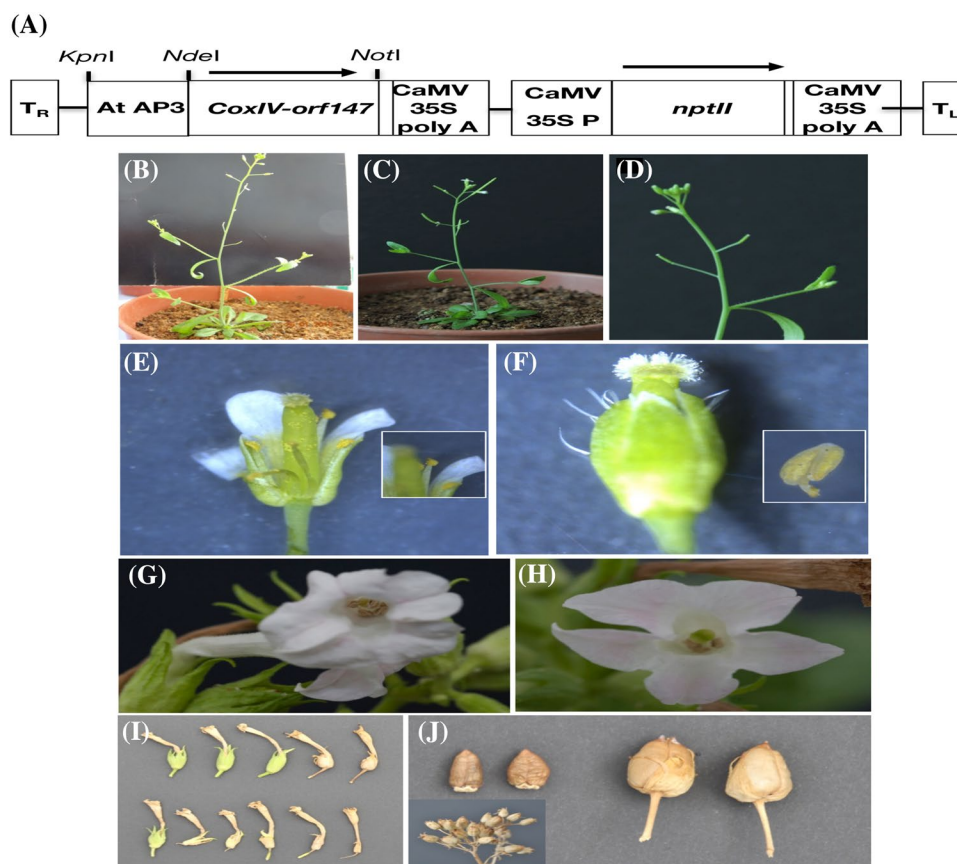 (A)
KpnI NdeI NotI
TR At AP3 CoxIV-orf147 CaMV 35S poly A CaMV 35S P nptII CaMV 35S poly A TL
(B) (C) (D)
(E) (F)
(G) (H)
(I) (J)